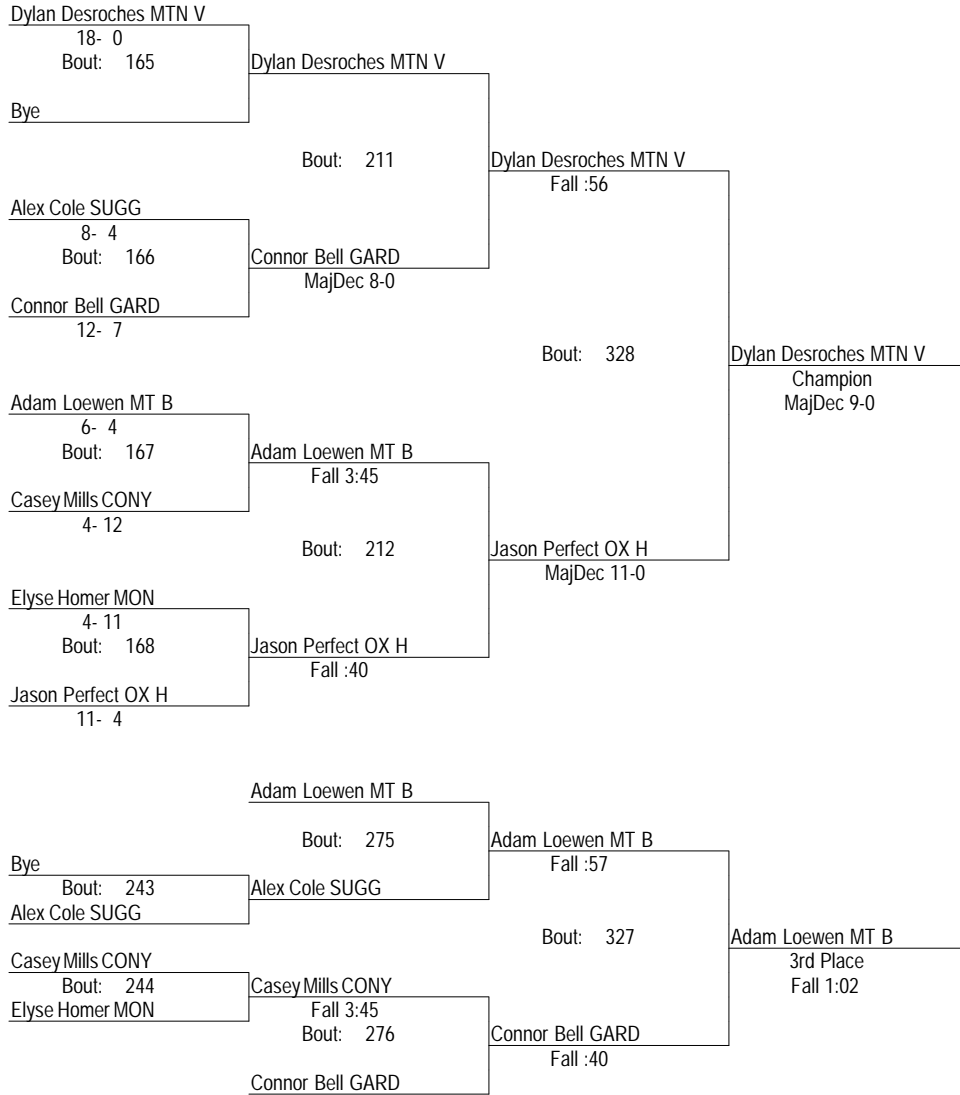 Dylan Desroches MTN V
18- 0
Bout: 165
Dylan Desroches MTN V
Bye
Bout: 211
Dylan Desroches MTN V
Fall :56
Alex Cole SUGG
8- 4
Bout: 166
Connor Bell GARD
MajDec 8-0
Connor Bell GARD
12- 7
Bout: 328
Dylan Desroches MTN V
Champion
MajDec 9-0
Adam Loewen MT B
6- 4
Bout: 167
Adam Loewen MT B
Fall 3:45
Casey Mills CONY
4- 12
Bout: 212
Jason Perfect OX H
MajDec 11-0
Elyse Homer MON
4- 11
Bout: 168
Jason Perfect OX H
Fall :40
Jason Perfect OX H
11- 4
Adam Loewen MT B
Bout: 275
Adam Loewen MT B
Fall :57
Bye
Bout: 243
Alex Cole SUGG
Alex Cole SUGG
Bout: 327
Adam Loewen MT B
3rd Place
Fall 1:02
Casey Mills CONY
Bout: 244
Casey Mills CONY
Elyse Homer MON
Fall 3:45
Bout: 276
Connor Bell GARD
Fall :40
Connor Bell GARD